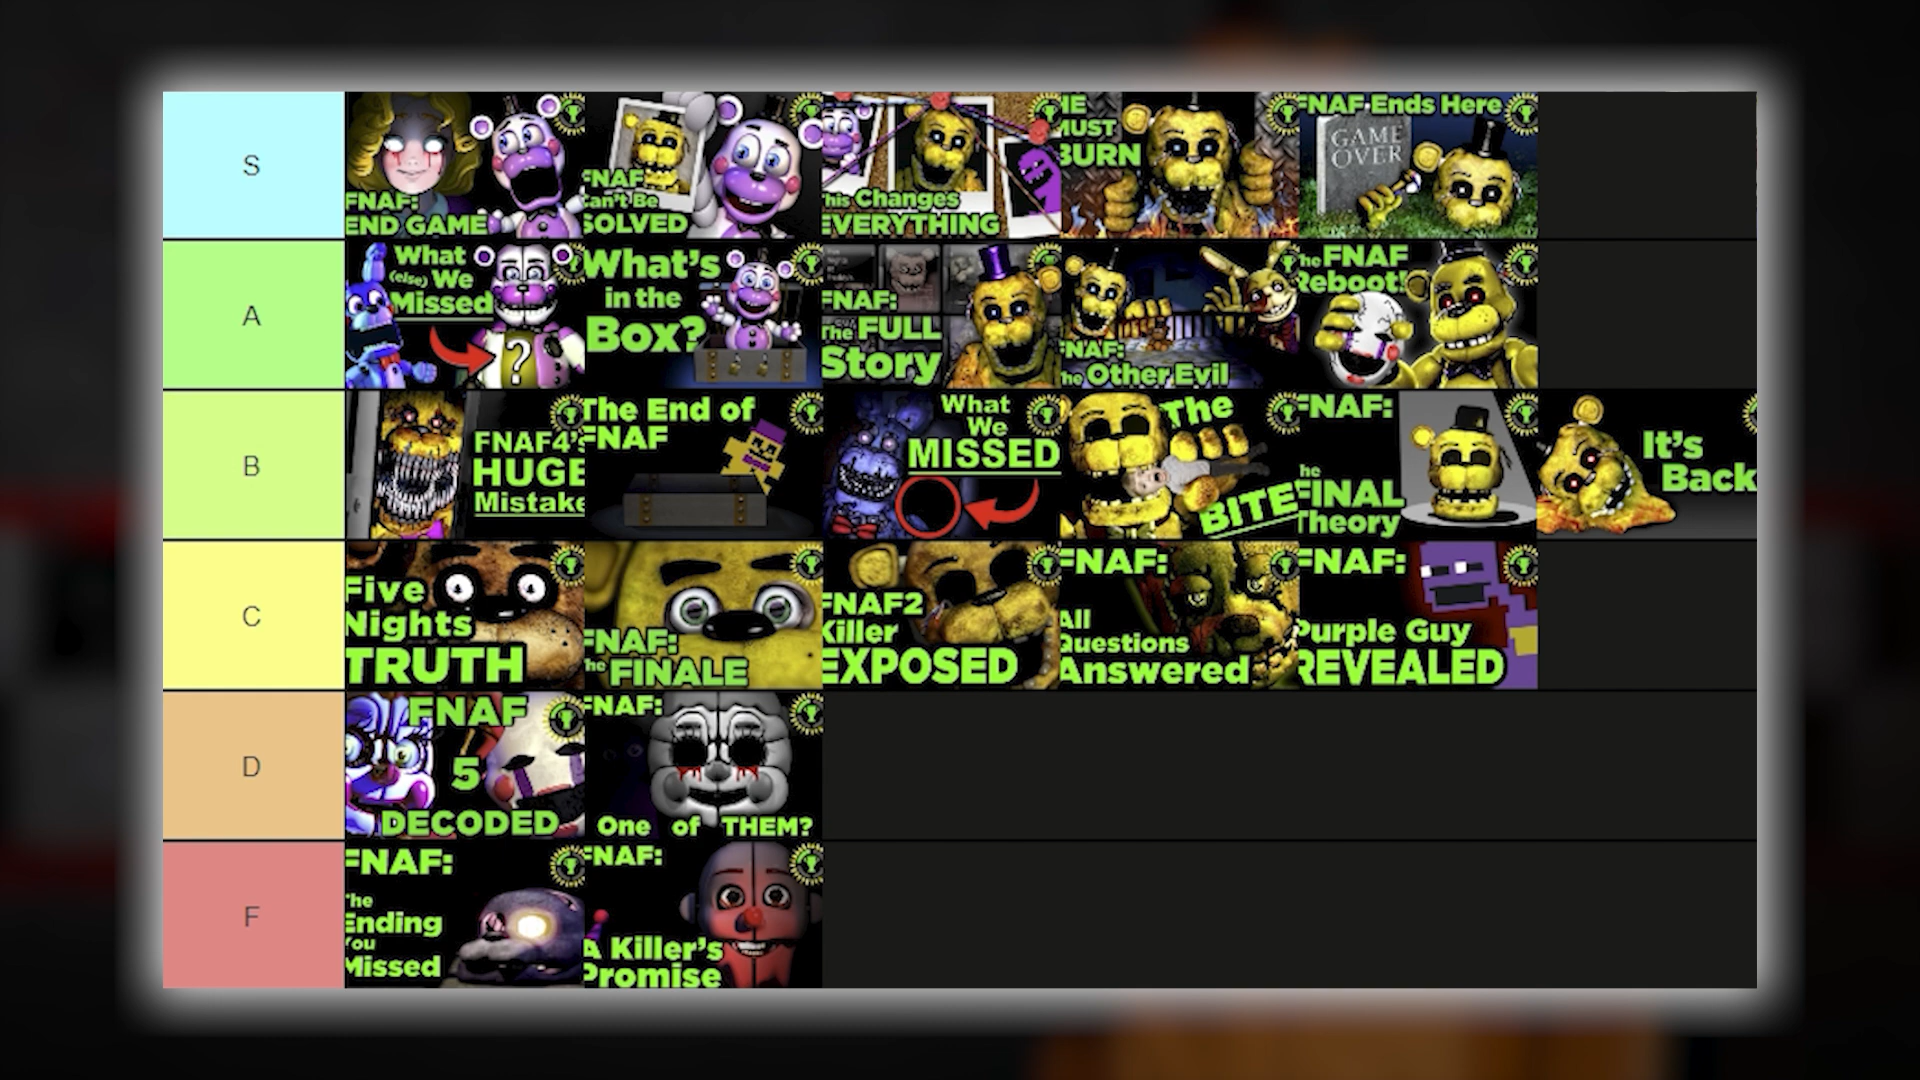 S
FNAF:
END GAME
FNAF
Can't Be
SOLVED
This Changes
EVERYTHING
HE
MUST
BURN
FNAF Ends Here
GAME
OVER
A
What
(else) We
Missed
?
What's
in the
Box?
FNAF:
The FULL
Story
FNAF:
The Other Evil
The FNAF
Reboot!
B
FNAF4's
HUGE
Mistake
The End of
FNAF
What
We
MISSED
The
BITE
FNAF:
The
FINAL
Theory
It's
Back
C
Five
Nights
TRUTH
FNAF:
The FINALE
FNAF2
Killer
EXPOSED
FNAF:
All
Questions
Answered
FNAF:
Purple Guy
REVEALED
D
FNAF
5
DECODED
FNAF:
One of THEM?
F
FNAF:
The
Ending
You
Missed
FNAF:
A Killer's
Promise